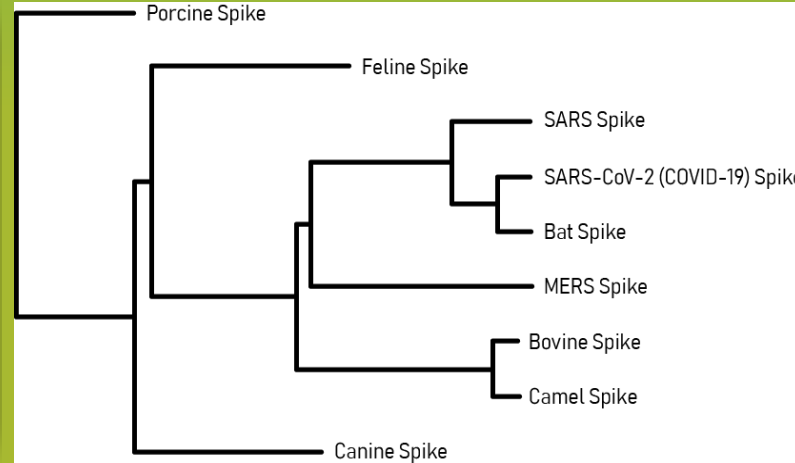 Porcine Spike
Feline Spike
SARS Spike
SARS-CoV-2 (COVID-19) Spike
Bat Spike
MERS Spike
Bovine Spike
Camel Spike
Canine Spike